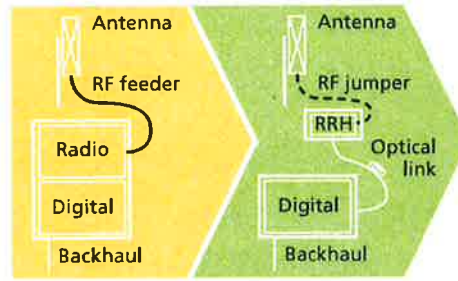 Antenna
RF feeder
Radio
Digital
Backhaul
Antenna
RF jumper
RRH
Optical
link
Digital
Backhaul